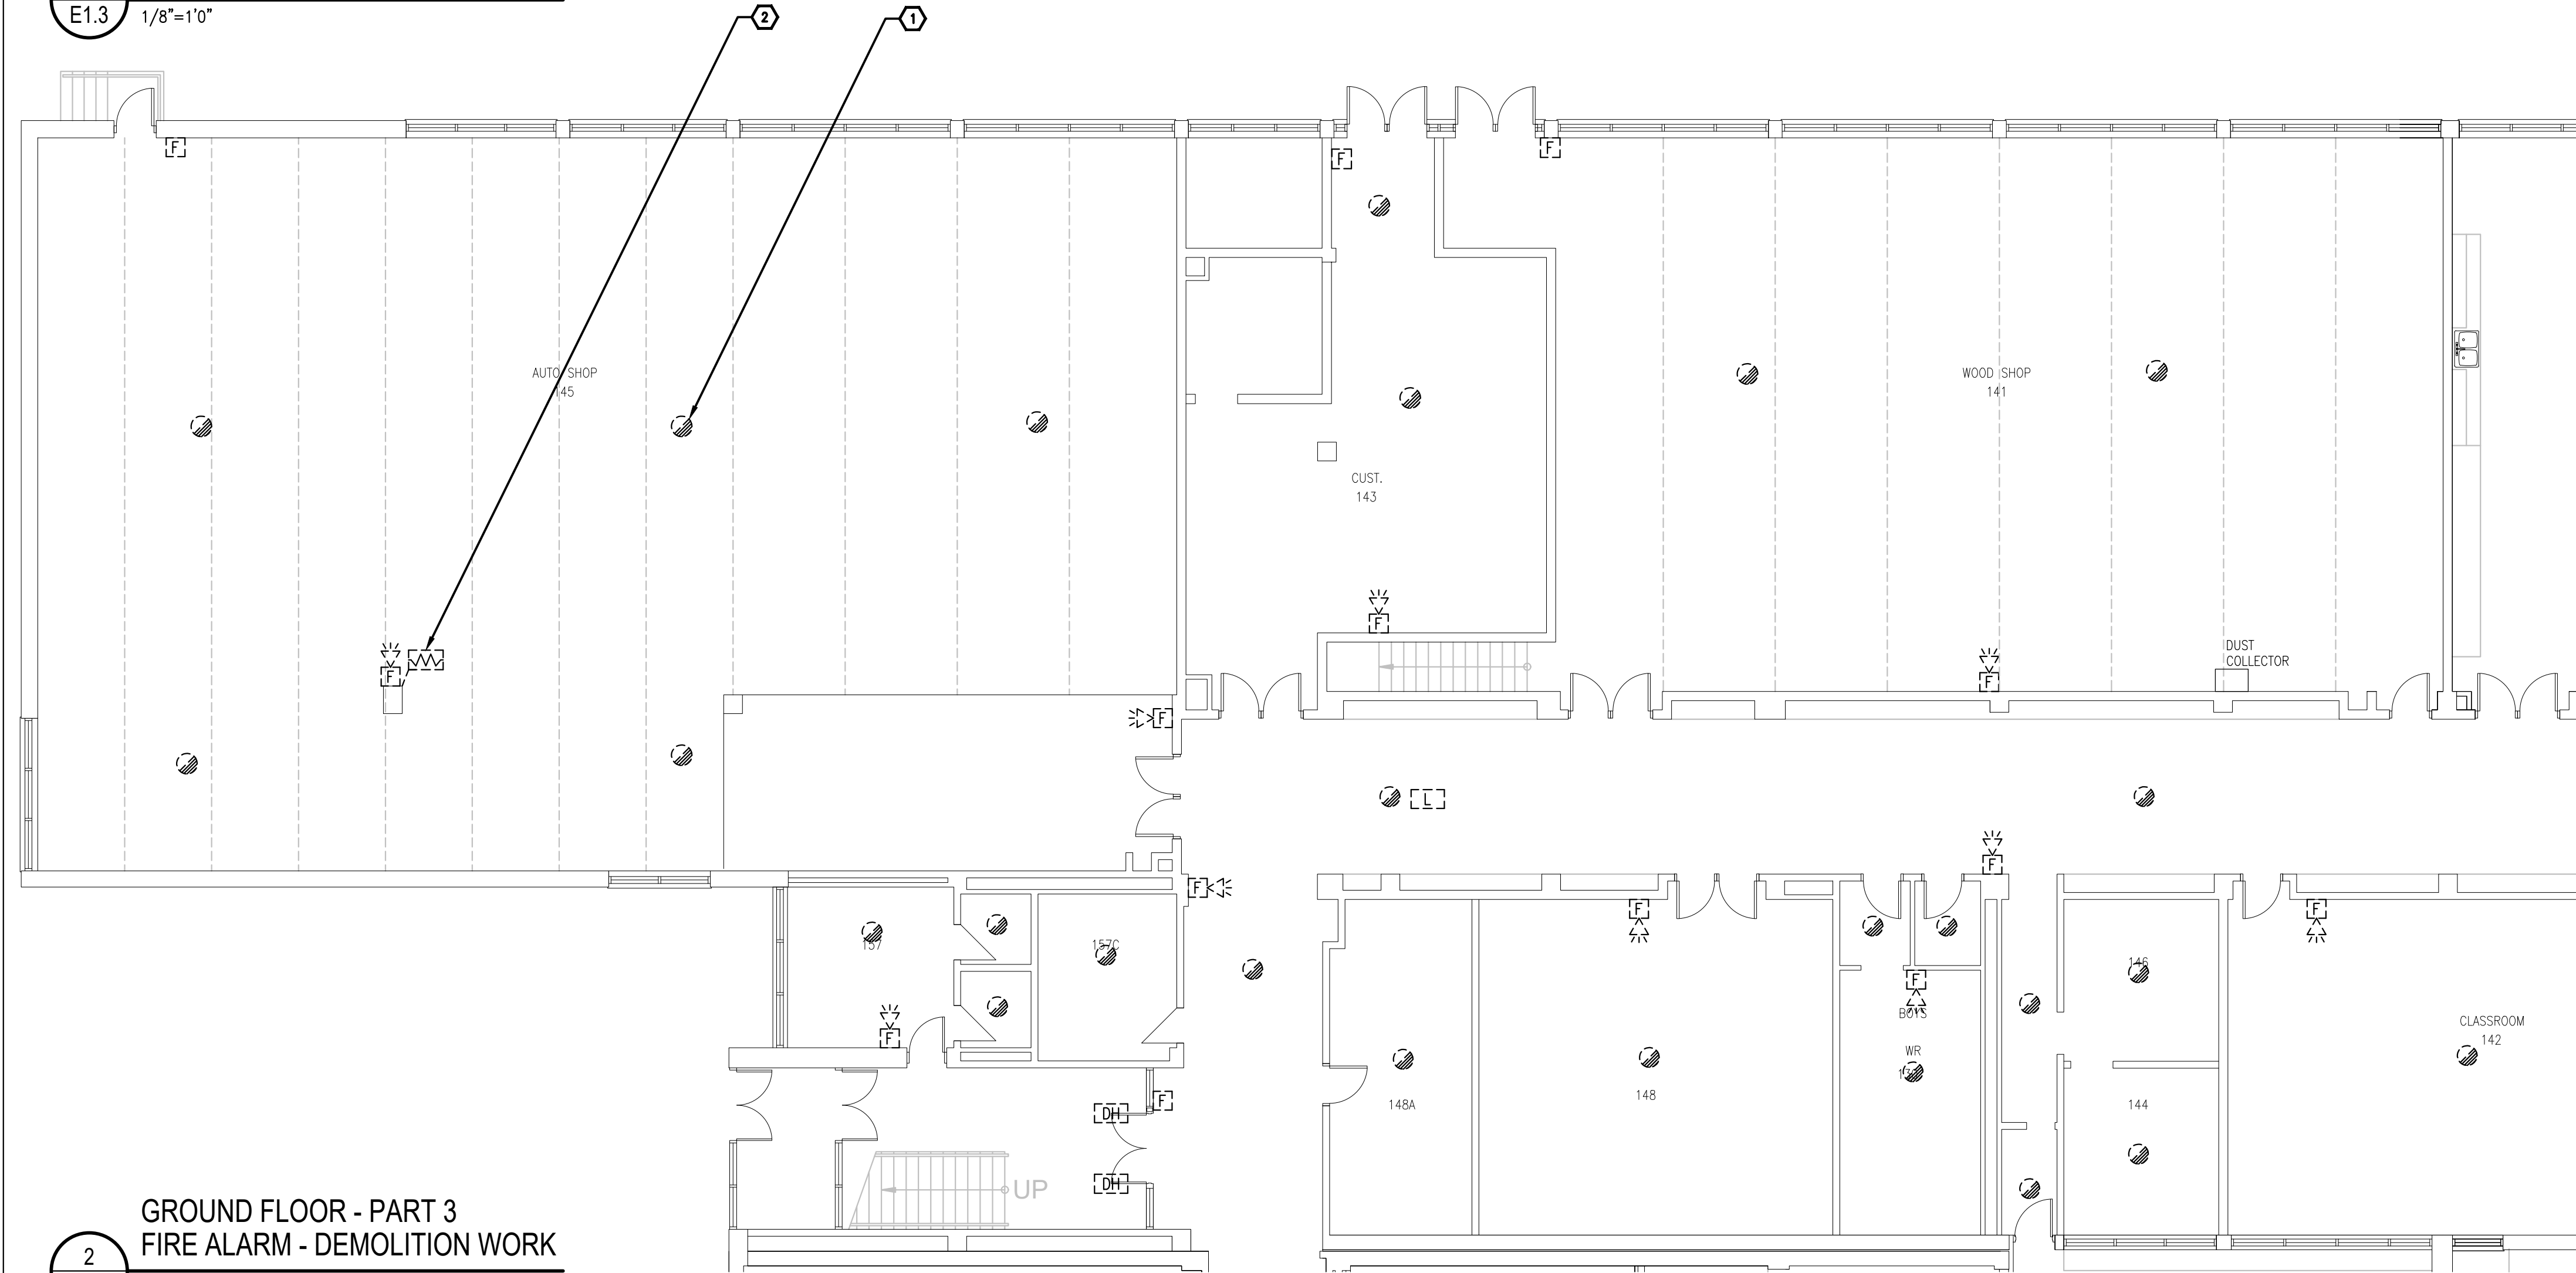 E1.3
1/8"=1'0"
2
1
F
F
F
AUTO SHOP
145
WOOD SHOP
141
CUST.
143
F
DUST
COLLECTOR
F
F
F
L
F
F
F
F
157
157C
146
F
BOYS
CLASSROOM
142
F
WR
148
148A
144
F
DH
DH
UP
GROUND FLOOR - PART 3
FIRE ALARM - DEMOLITION WORK
2